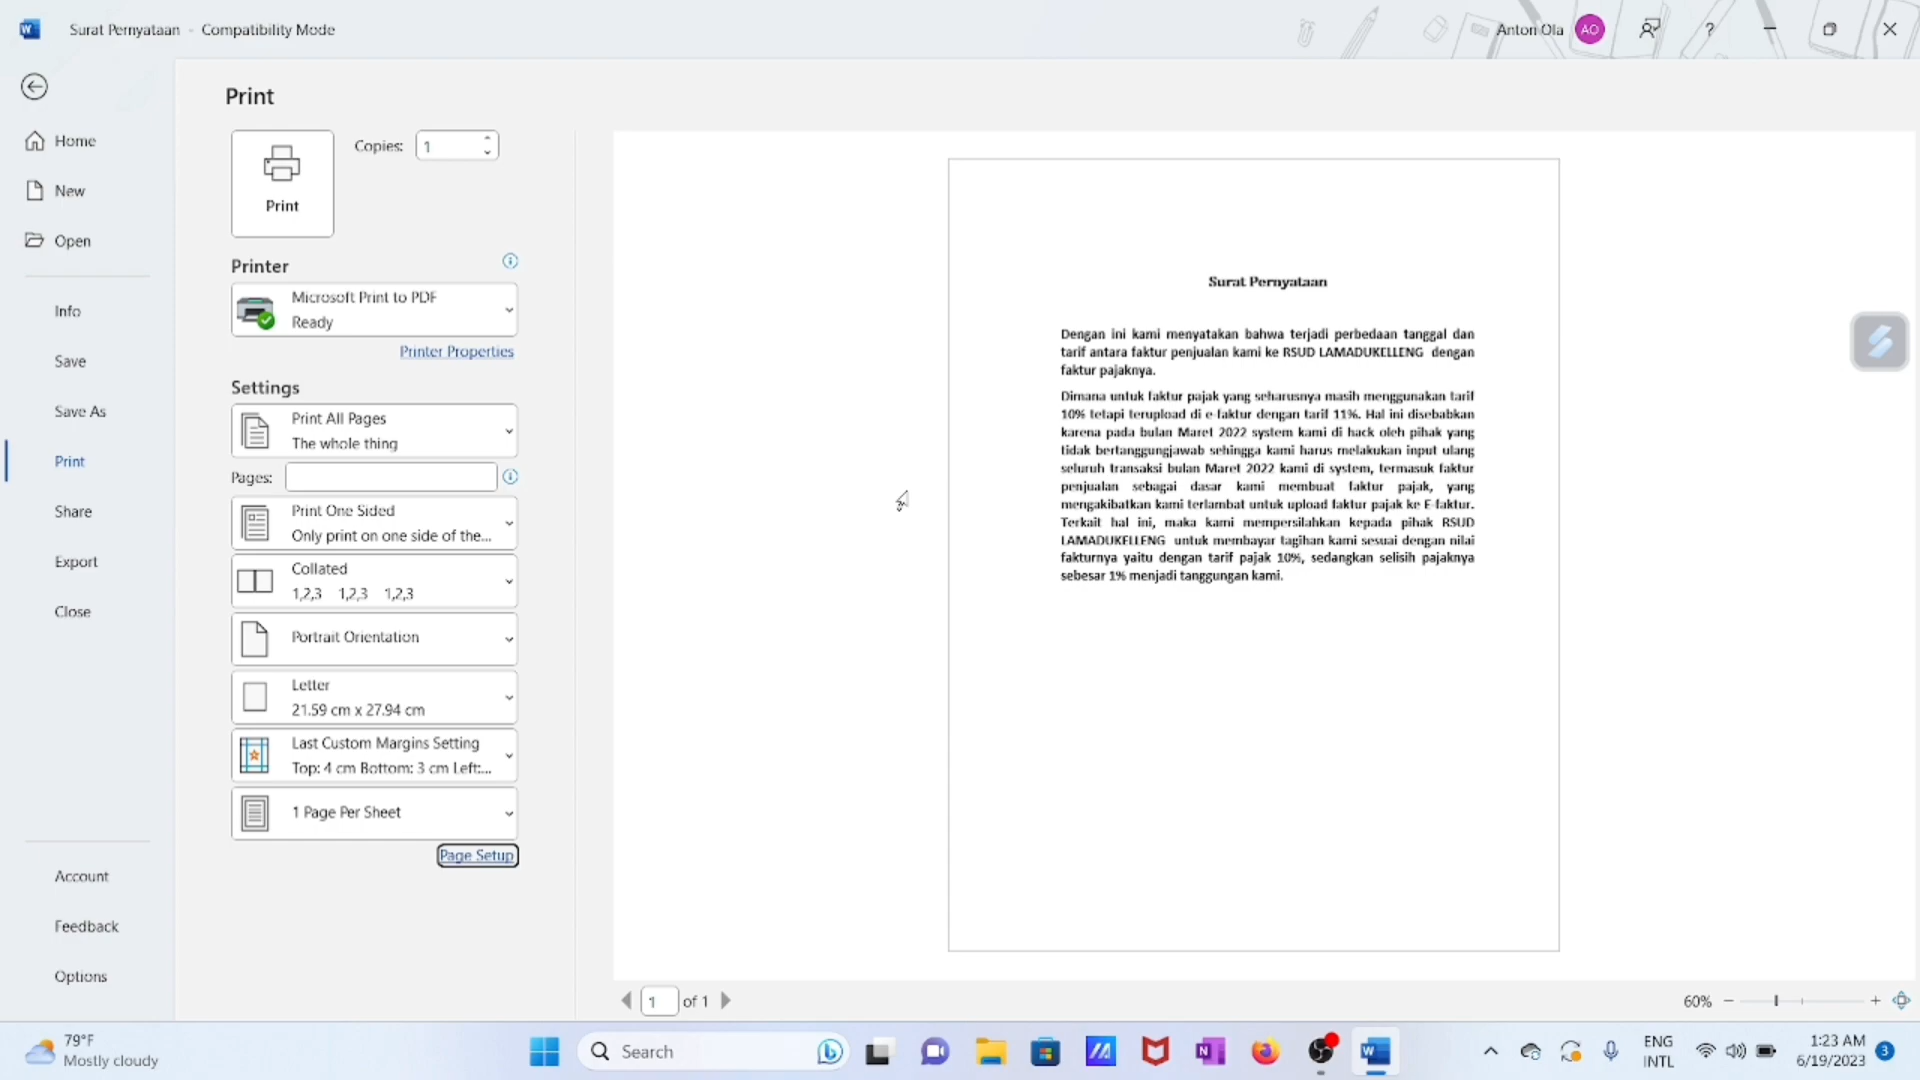 Surat Pernyataan - Compatibility Mode
Anton Ola
AO
?
Home
New
Open
Info
Save
Save As
Print
Share
Export
Close
Account
Feedback
Options
Print
Print
Copies: 1
Printer
Microsoft Print to PDF
Ready
Printer Properties
Settings
Print All Pages
The whole thing
Pages:
Print One Sided
Only print on one side of the...
Collated
1,2,3 1,2,3 1,2,3
Portrait Orientation
Letter
21.59 cm x 27.94 cm
Last Custom Margins Setting
Top: 4 cm Bottom: 3 cm Left:...
1 Page Per Sheet
Page Setup
Surat Pernyataan
Dengan ini kami menyatakan bahwa terjadi perbedaan tanggal dan
tarif antara faktur penjualan kami ke RSUD LAMADUKELLENG dengan
faktur pajaknya.
Dimana untuk faktur pajak yang seharusnya masih menggunakan tarif
10% tetapi terupload di e-faktur dengan tarif 11%. Hal ini disebabkan
karena pada bulan Maret 2022 system kami di hack oleh pihak yang
tidak bertanggungjawab sehingga kami harus melakukan input ulang
seluruh transaksi bulan Maret 2022 kami di system, termasuk faktur
penjualan sebagai dasar kami membuat faktur pajak, yang
mengakibatkan kami terlambat untuk upload faktur pajak ke E-faktur.
Terkait hal ini, maka kami mempersilahkan kepada pihak RSUD
LAMADUKELLENG untuk membayar tagihan kami sesuai dengan nilai
fakturnya yaitu dengan tarif pajak 10%, sedangkan selisih pajaknya
sebesar 1% menjadi tanggungan kami.
1 of 1
60%
79°F
Mostly cloudy
Search
ENG
INTL
1:23 AM
6/19/2023
3